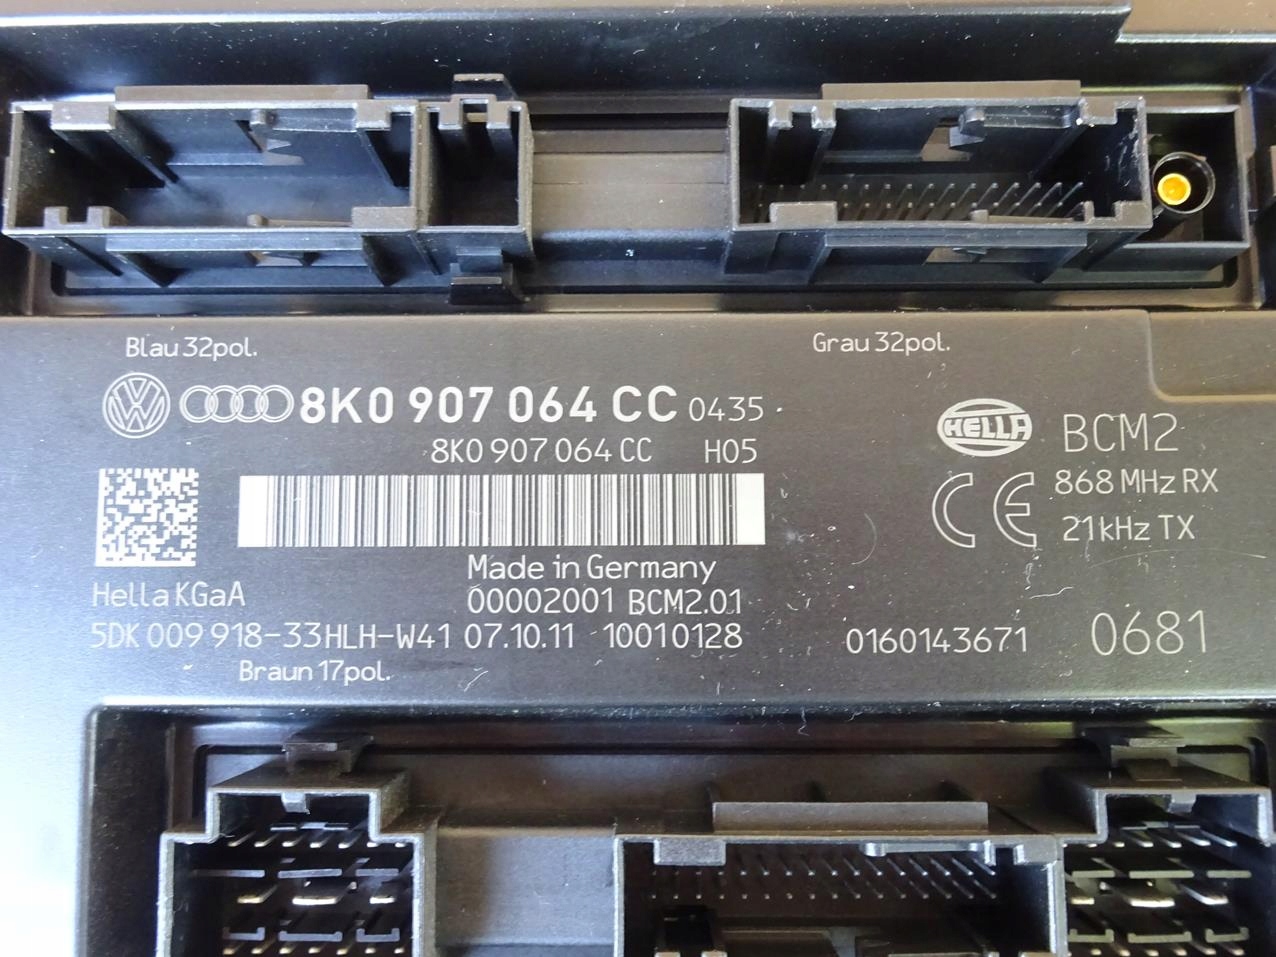 Blau 32pol.
Grau 32pol.
8K0 907 064 CC 0435
8K0 907 064 CC H05
HELLA BCM2
868 MHz RX
CE 21kHz TX
Made in Germany
Hella KGaA
00002001 BCM2.01
5DK 009 918-33HLH-W41 07.10.11 10010128
0160143671 0681
Braun 17pol.